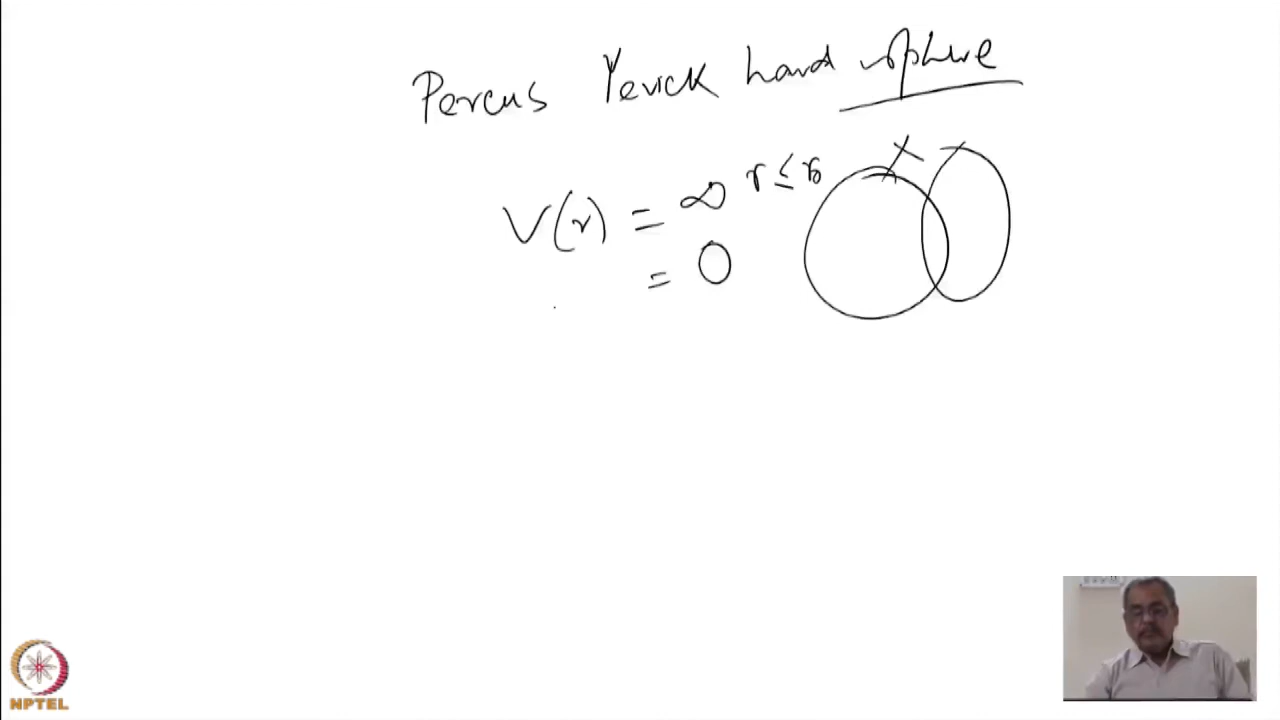 Percus Yevick hard sphere
V(r) = ∞ r ≤ r₀
= 0
NPTEL